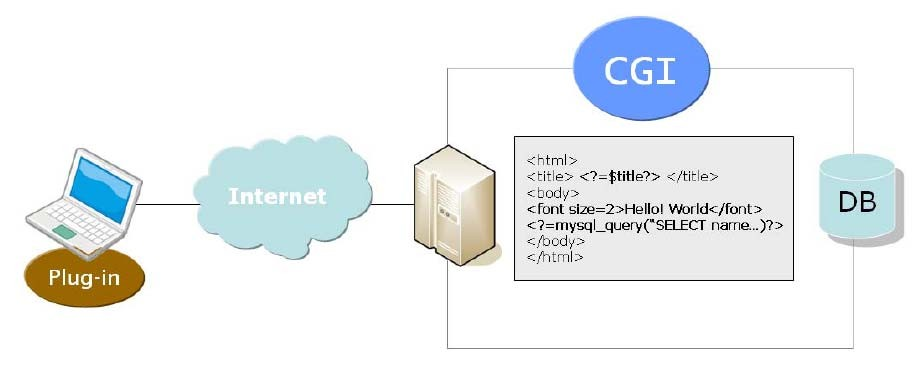 CGI
<html>
<title> <?=$title?> </title>
<body>
<font size=2>Hello! World</font>
<?=mysql_query("SELECT name...)?>
</body>
</html>
Internet
DB
Plug-in